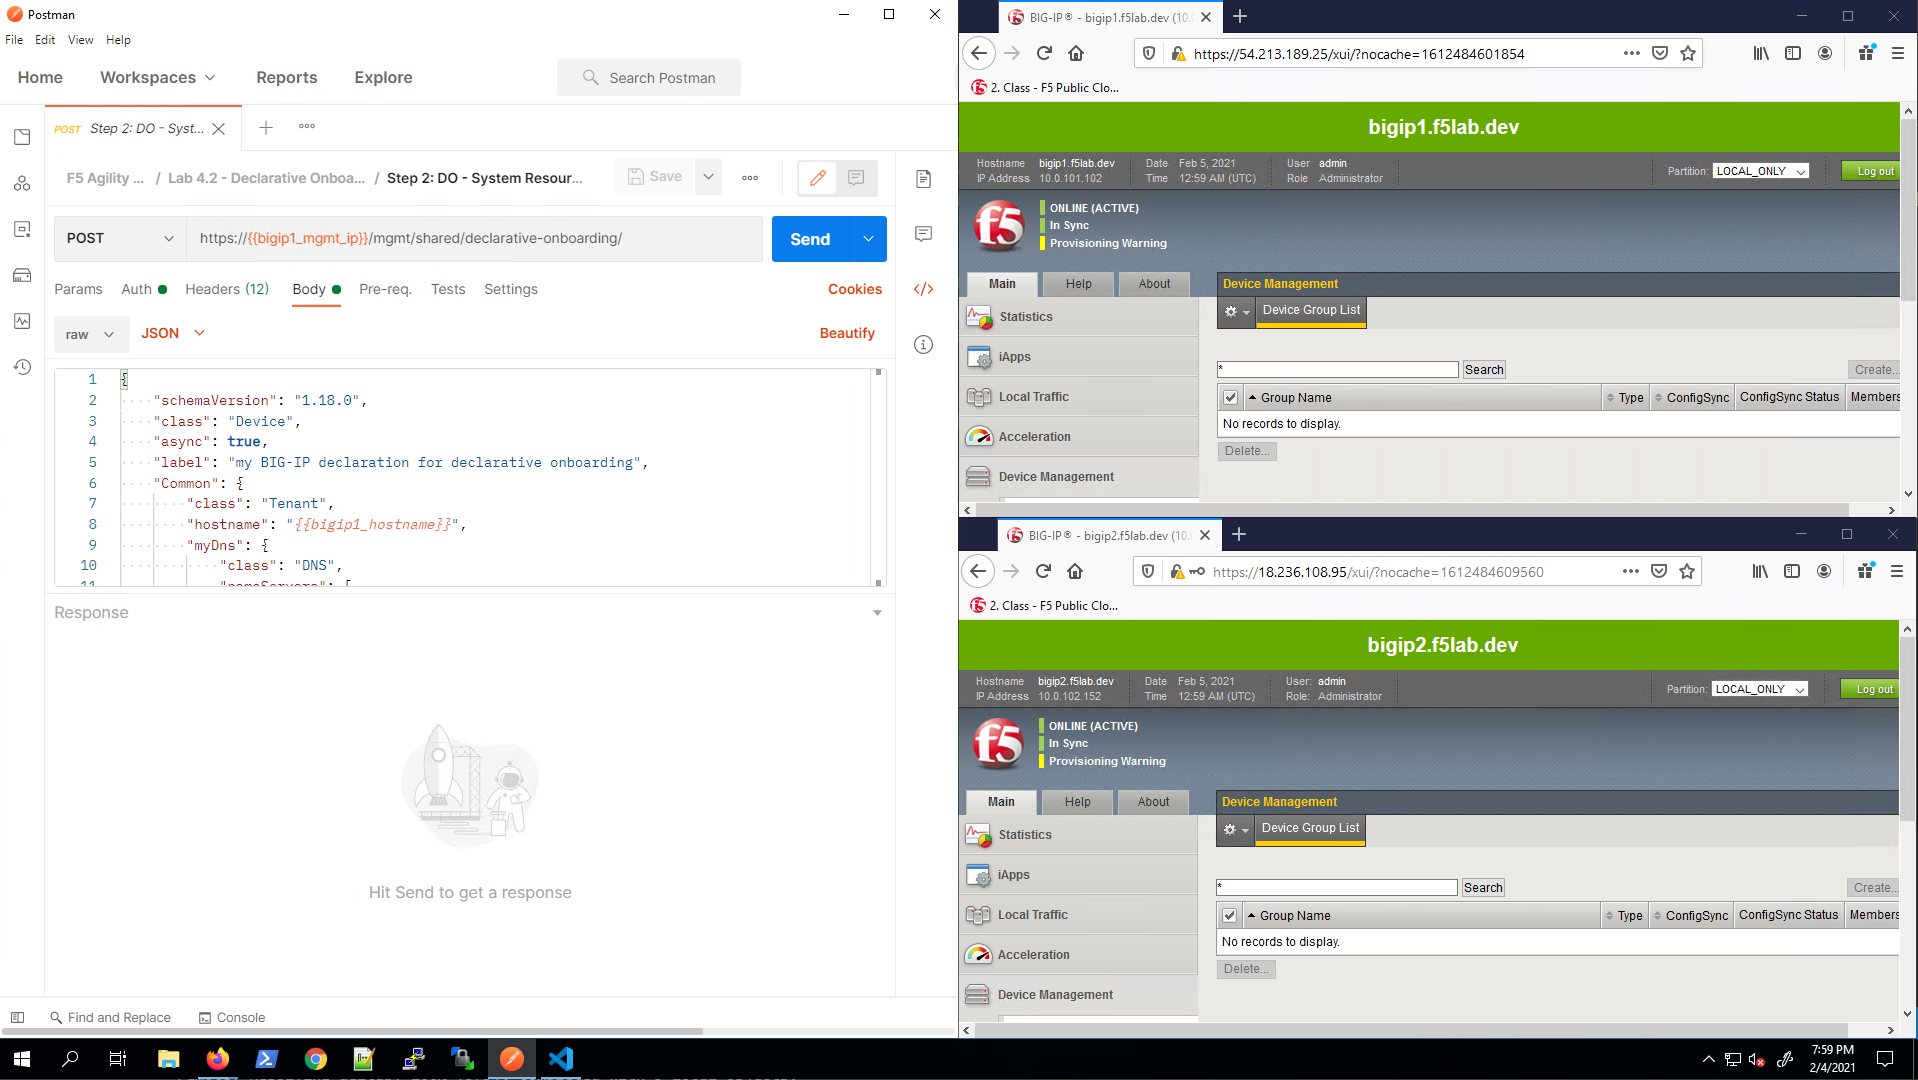 Postman
File Edit View Help
Home Workspaces Reports Explore Search Postman
POST Step 2: DO - Syst... ooo
F5 Agility ... / Lab 4.2 - Declarative Onboa... / Step 2: DO - System Resour... Save
POST https://{{bigip1_mgmt_ip}}/mgmt/shared/declarative-onboarding/ Send
Params Auth Headers (12) Body Pre-req. Tests Settings Cookies
raw JSON Beautify
1 {
2 "schemaVersion": "1.18.0",
3 "class": "Device",
4 "async": true,
5 "label": "my BIG-IP declaration for declarative onboarding",
6 "Common": {
7 "class": "Tenant",
8 "hostname": "{{bigip1_hostname}}",
9 "myDns": {
10 "class": "DNS",
11 "nameServers": [
Response
Hit Send to get a response
Find and Replace Console
BIG-IP® - bigip1.f5lab.dev (10.
https://54.213.189.25/xui/?nocache=1612484601854
2. Class - F5 Public Clo...
bigip1.f5lab.dev
Hostname bigip1.f5lab.dev Date Feb 5, 2021 User admin
IP Address 10.0.101.102 Time 12:59 AM (UTC) Role Administrator
Partition: LOCAL_ONLY Log out
f5
ONLINE (ACTIVE)
In Sync
Provisioning Warning
Main Help About
Statistics
iApps
Local Traffic
Acceleration
Device Management
Device Management
Device Group List
* Search Create...
Group Name Type ConfigSync ConfigSync Status Members
No records to display.
Delete...
BIG-IP® - bigip2.f5lab.dev (10.
https://18.236.108.95/xui/?nocache=1612484609560
2. Class - F5 Public Clo...
bigip2.f5lab.dev
Hostname bigip2.f5lab.dev Date Feb 5, 2021 User: admin
IP Address 10.0.102.152 Time 12:59 AM (UTC) Role: Administrator
Partition: LOCAL_ONLY Log out
f5
ONLINE (ACTIVE)
In Sync
Provisioning Warning
Main Help About
Statistics
iApps
Local Traffic
Acceleration
Device Management
Device Management
Device Group List
* Search Create...
Group Name Type ConfigSync ConfigSync Status Members
No records to display.
Delete...
7:59 PM
2/4/2021